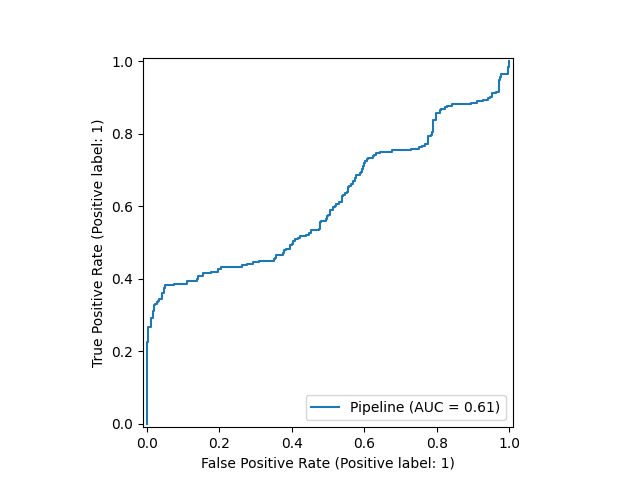 1.0
0.8
0.6
0.4
0.2
0.0
True Positive Rate (Positive label: 1)
Pipeline (AUC = 0.61)
0.0 0.2 0.4 0.6 0.8 1.0
False Positive Rate (Positive label: 1)